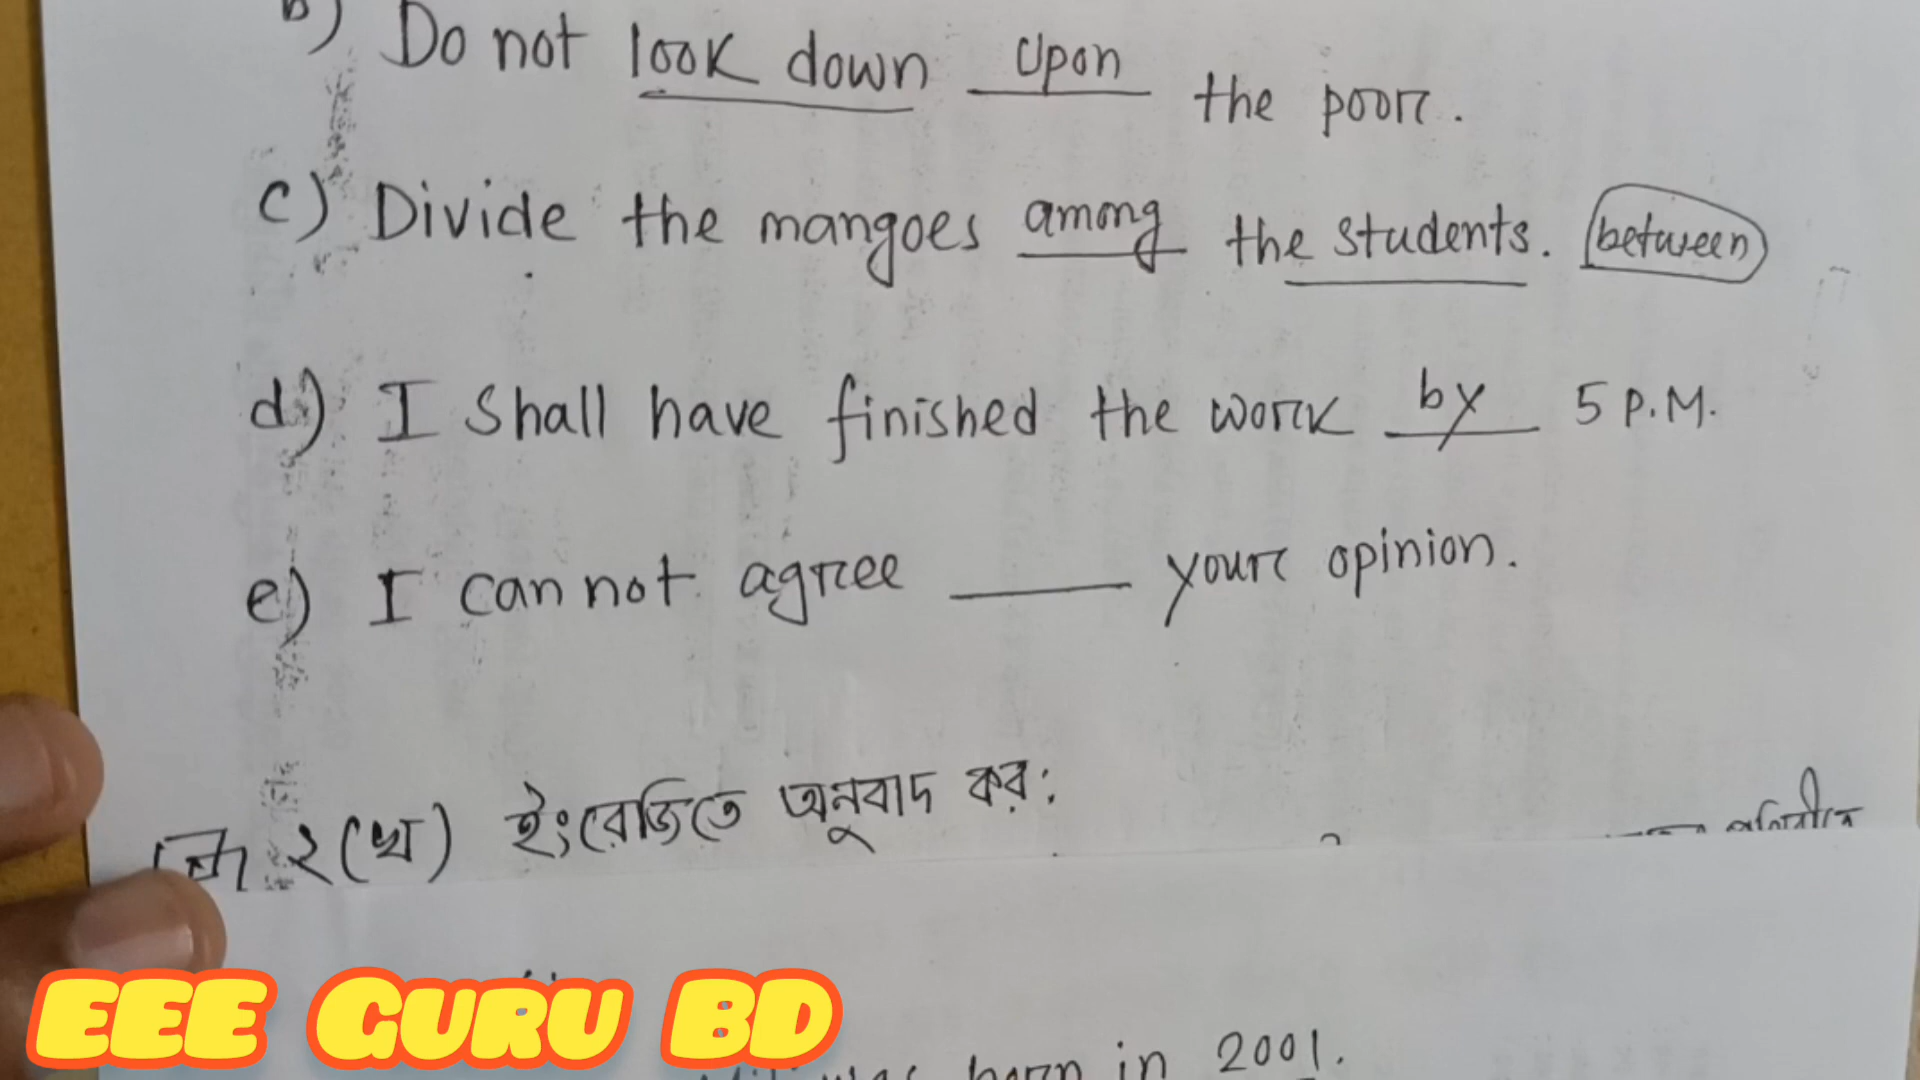 b) Do not look down upon the poor.
c) Divide the mangoes among the students. between
d) I shall have finished the work by 5 P.M.
e) I can not agree ____ your opinion.
২(খ) ইংরেজিতে অনুবাদ কর:
born in 2001.
EEE GURU BD